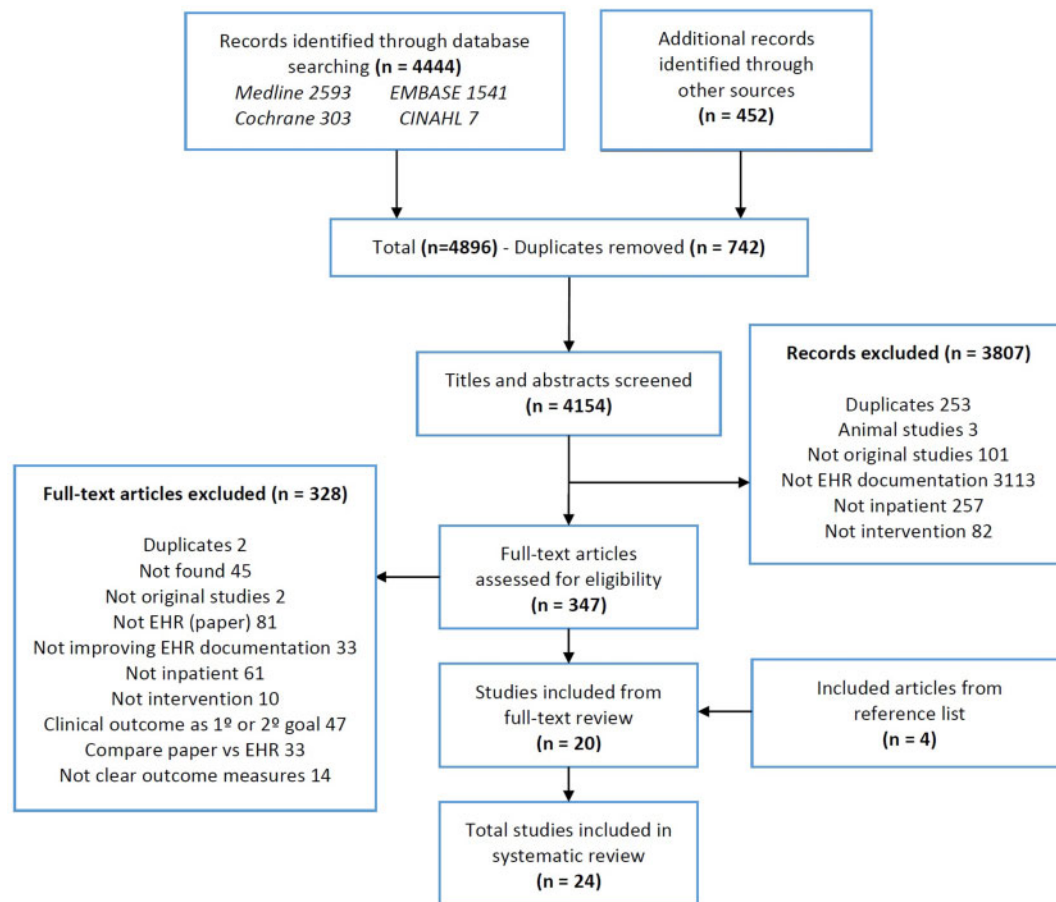 Records identified through database
searching (n = 4444)
Medline 2593 EMBASE 1541
Cochrane 303 CINAHL 7
Additional records
identified through
other sources
(n = 452)
Total (n=4896) - Duplicates removed (n = 742)
Titles and abstracts screened
(n = 4154)
Records excluded (n = 3807)
Duplicates 253
Animal studies 3
Not original studies 101
Not EHR documentation 3113
Not inpatient 257
Not intervention 82
Full-text articles excluded (n = 328)
Duplicates 2
Not found 45
Not original studies 2
Not EHR (paper) 81
Not improving EHR documentation 33
Not inpatient 61
Not intervention 10
Clinical outcome as 1º or 2º goal 47
Compare paper vs EHR 33
Not clear outcome measures 14
Full-text articles
assessed for eligibility
(n = 347)
Studies included from
full-text review
(n = 20)
Included articles from
reference list
(n = 4)
Total studies included in
systematic review
(n = 24)